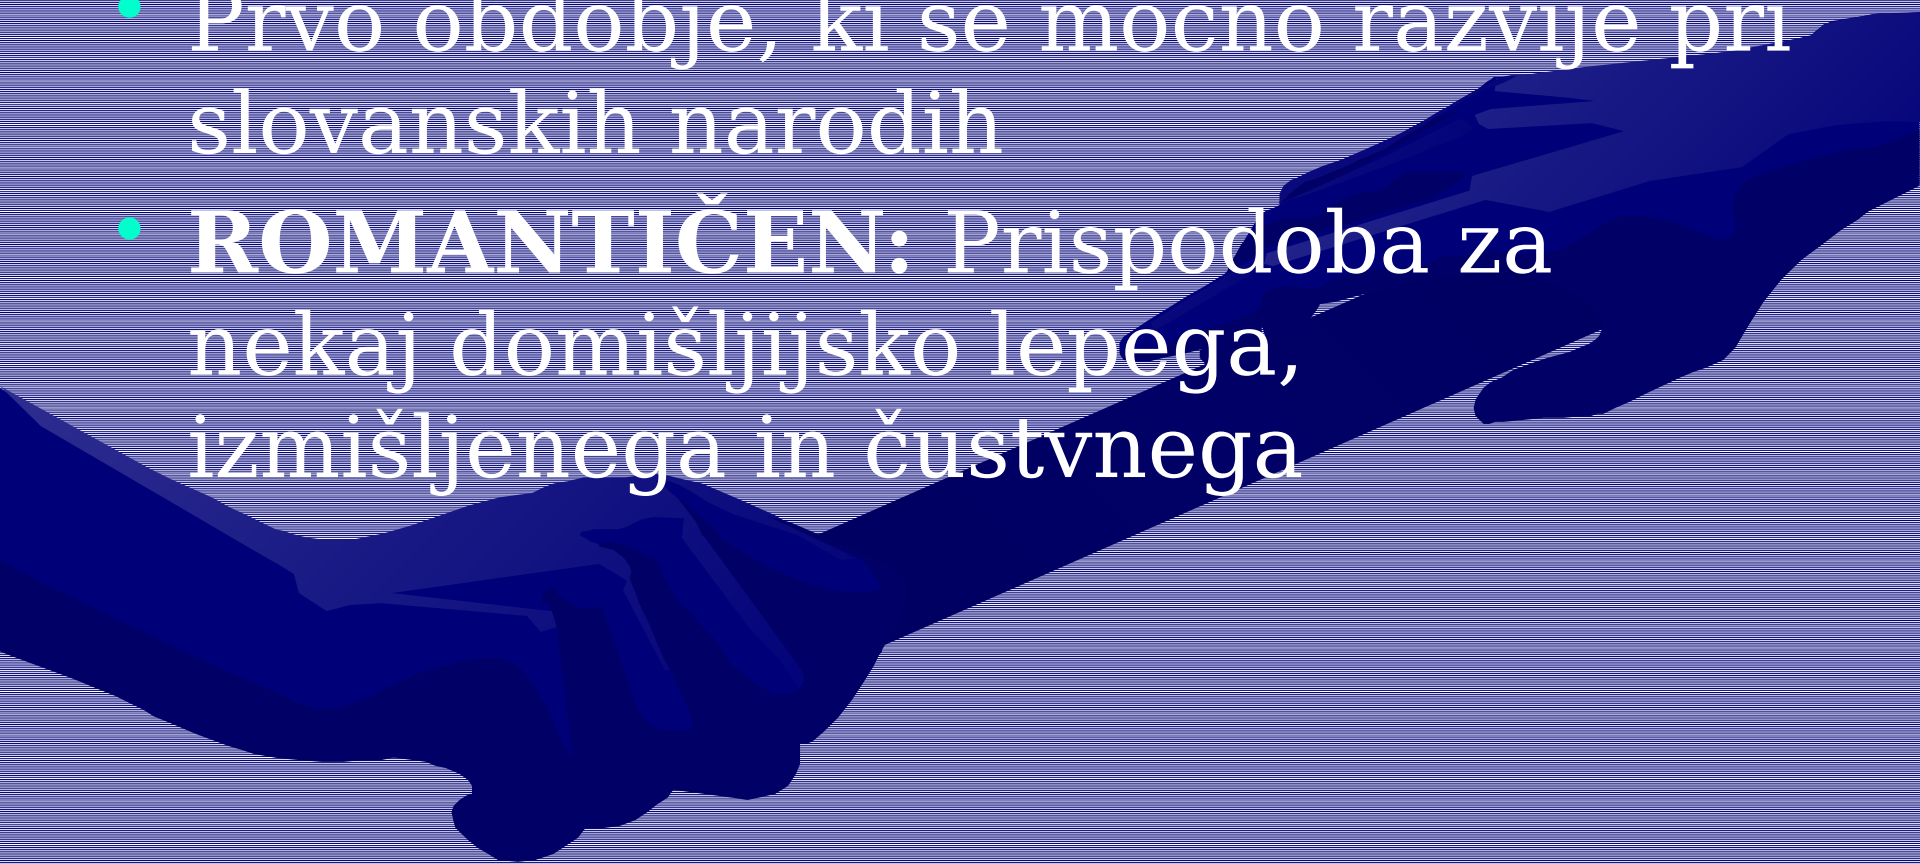 Prvo obdobje, ki se močno razvije pri
slovanskih narodih
ROMANTIČEN: Prispodoba za
nekaj domišljijsko lepega,
izmišljenega in čustvnega